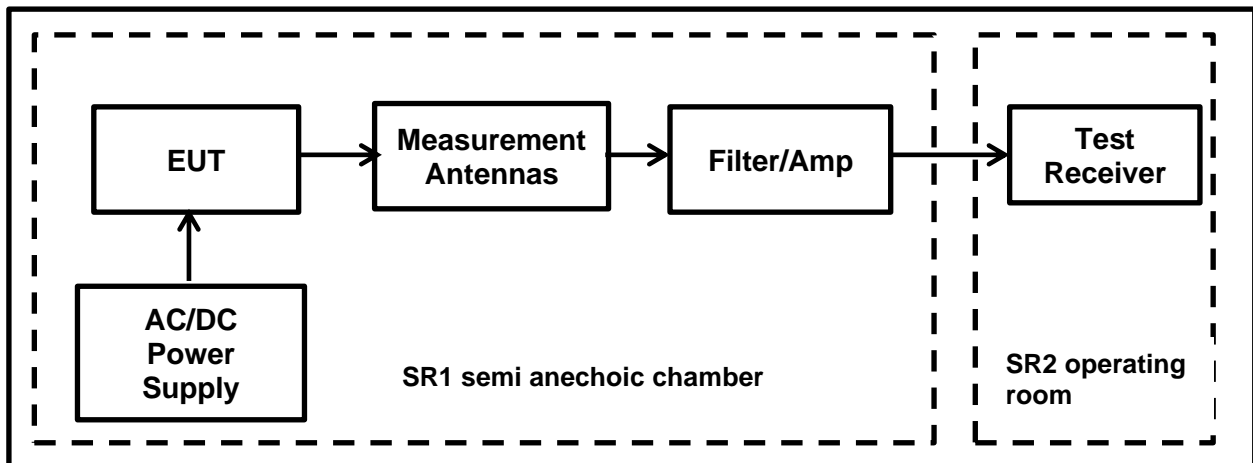 EUT
Measurement
Antennas
Filter/Amp
Test
Receiver
AC/DC
Power
Supply
SR1 semi anechoic chamber
SR2 operating
room